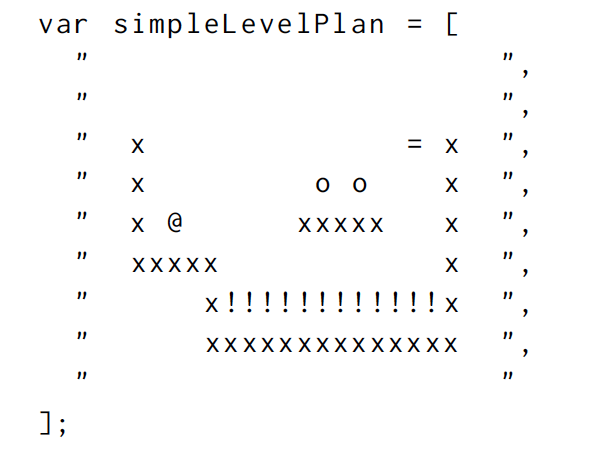 var simpleLevelPlan = [
  "                      ",
  "                      ",
  "  x              = x  ",
  "  x         o o    x  ",
  "  x @      xxxxx   x  ",
  "  xxxxx            x  ",
  "      x!!!!!!!!!!!!x  ",
  "      xxxxxxxxxxxxxx  ",
  "                      "
];